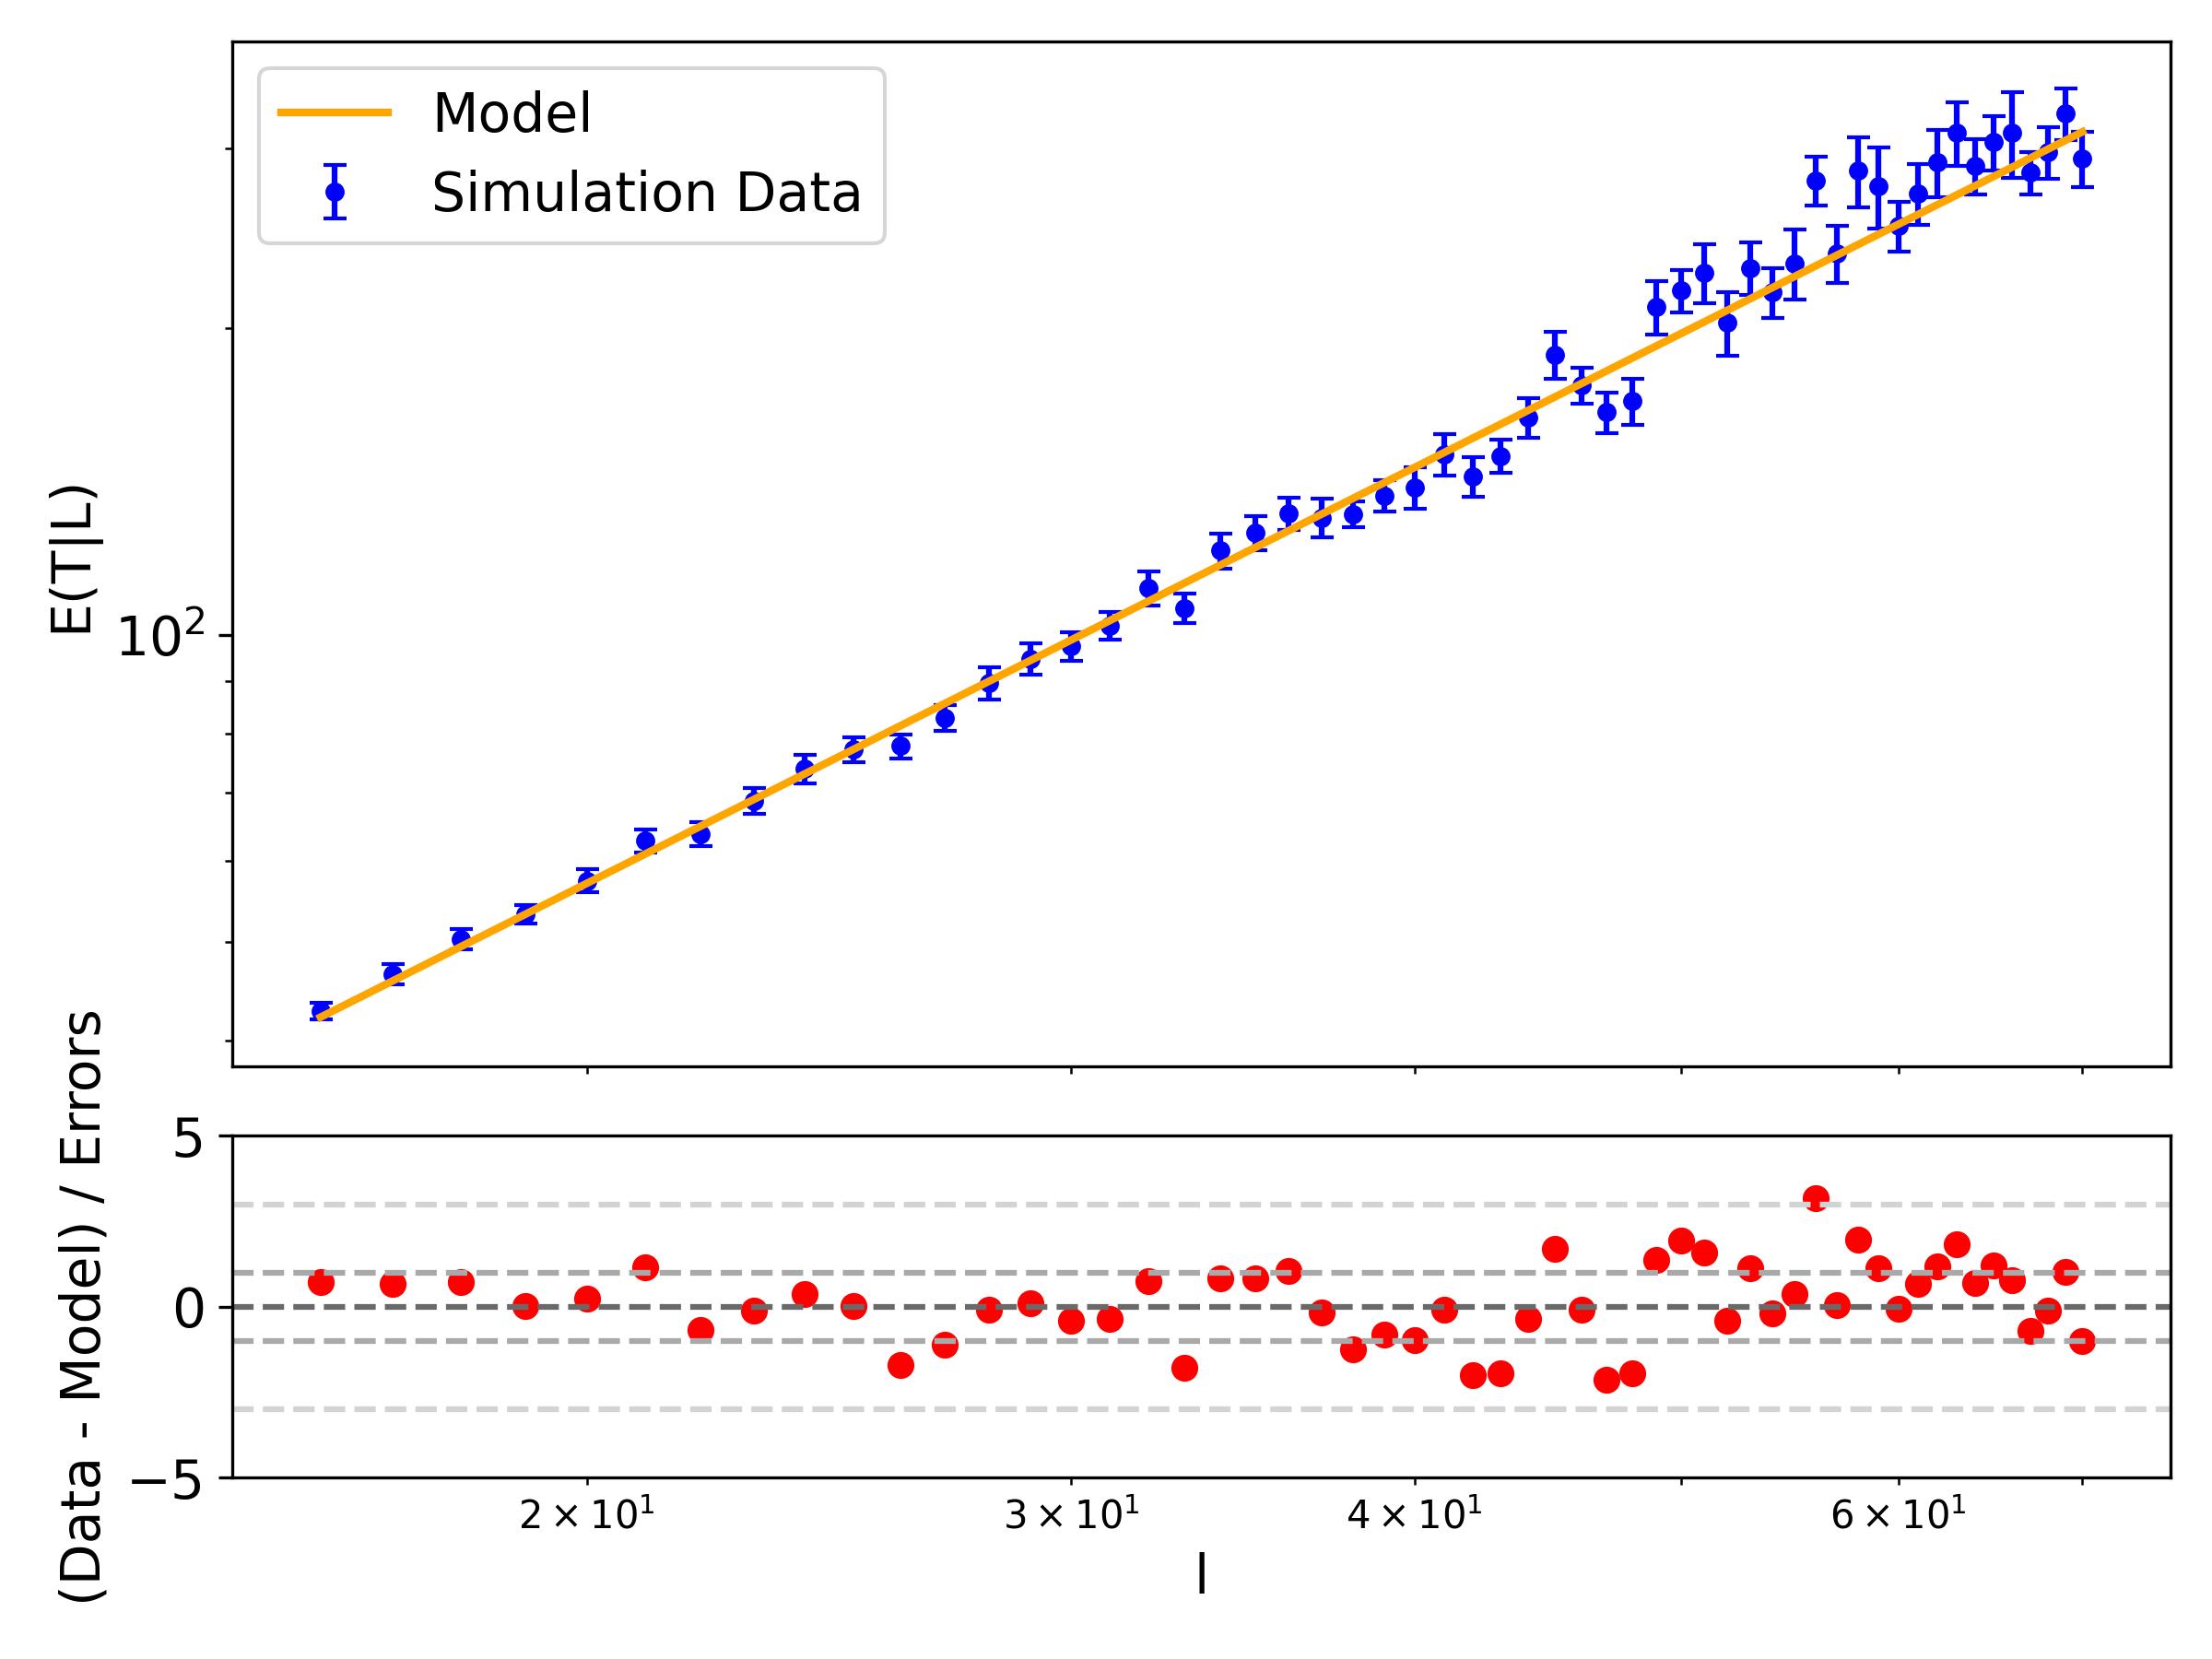 Model
Simulation Data
E(T|L)
10²
(Data - Model) / Errors
5
0
−5
2 × 10¹
3 × 10¹
4 × 10¹
6 × 10¹
l